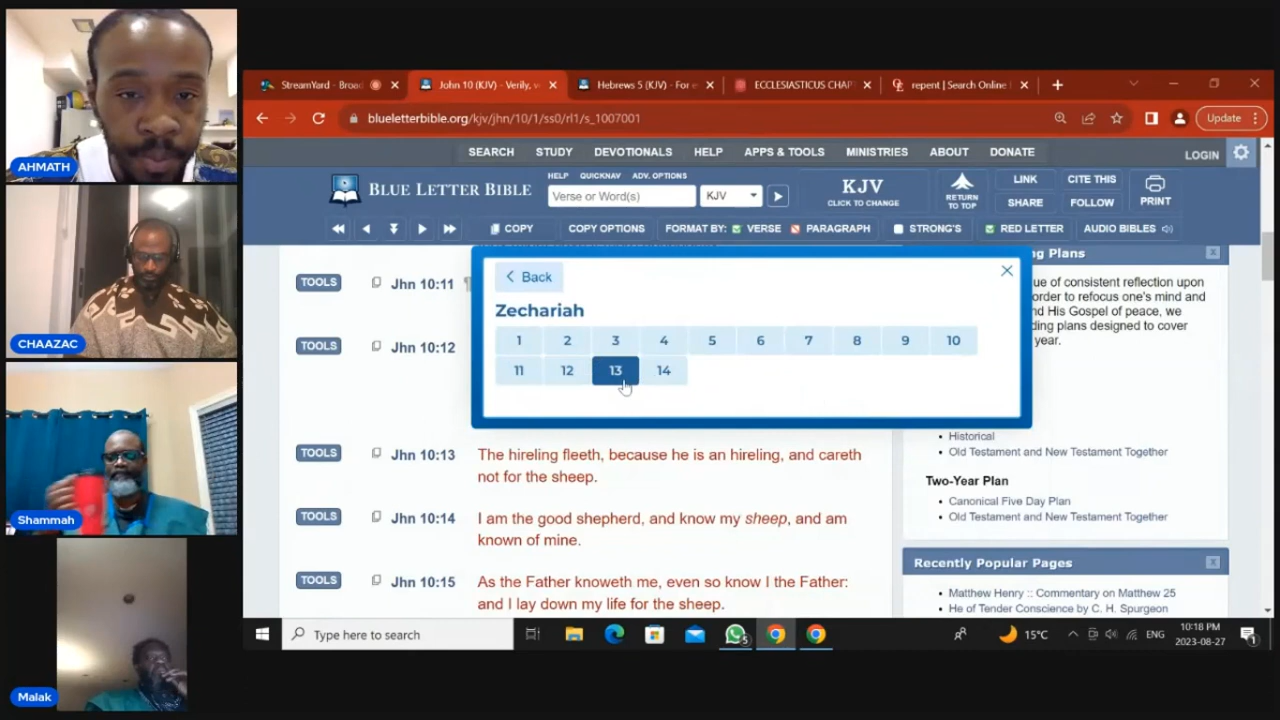 AHMATH
CHAAZAC
Shammah
Malak
StreamYard - Broad
John 10 (KJV) - Verily, v
Hebrews 5 (KJV) - For e
ECCLESIASTICUS CHAP
repent | Search Online
blueletterbible.org/kjv/jhn/10/1/ss0/rl1/s_1007001
Update
SEARCH STUDY DEVOTIONALS HELP APPS & TOOLS MINISTRIES ABOUT DONATE
LOGIN
BLUE LETTER BIBLE
HELP QUICKNAV ADV. OPTIONS
Verse or Word(s)
KJV
KJV
CLICK TO CHANGE
RETURN
TO TOP
LINK
SHARE
CITE THIS
FOLLOW
PRINT
COPY COPY OPTIONS FORMAT BY: VERSE PARAGRAPH STRONG'S RED LETTER AUDIO BIBLES
Back
Zechariah
1 2 3 4 5 6 7 8 9 10
11 12 13 14
TOOLS Jhn 10:11 ¶
TOOLS Jhn 10:12
TOOLS Jhn 10:13 The hireling fleeth, because he is an hireling, and careth
not for the sheep.
TOOLS Jhn 10:14 I am the good shepherd, and know my sheep, and am
known of mine.
TOOLS Jhn 10:15 As the Father knoweth me, even so know I the Father:
and I lay down my life for the sheep.
ng Plans
ue of consistent reflection upon
order to refocus one's mind and
nd His Gospel of peace, we
ding plans designed to cover
year.
Historical
Old Testament and New Testament Together
Two-Year Plan
Canonical Five Day Plan
Old Testament and New Testament Together
Recently Popular Pages
Matthew Henry :: Commentary on Matthew 25
He of Tender Conscience by C. H. Spurgeon
Type here to search
5
15°C
ENG
10:18 PM
2023-08-27
1